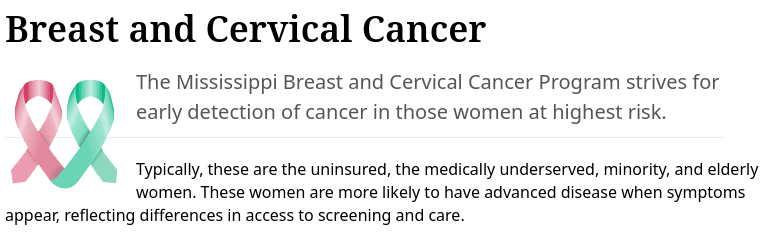 Breast and Cervical Cancer
The Mississippi Breast and Cervical Cancer Program strives for
early detection of cancer in those women at highest risk.
Typically, these are the uninsured, the medically underserved, minority, and elderly
women. These women are more likely to have advanced disease when symptoms
appear, reflecting differences in access to screening and care.